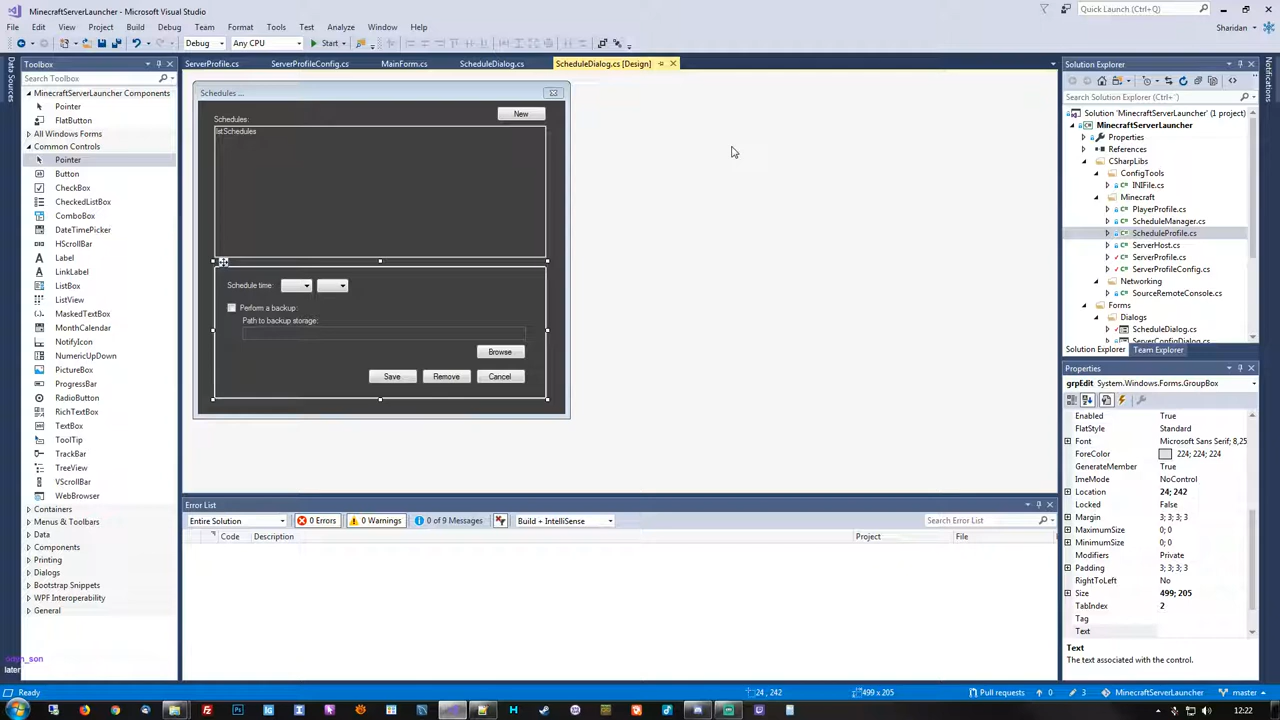 MinecraftServerLauncher - Microsoft Visual Studio
Quick Launch (Ctrl+Q)
File Edit View Project Build Debug Team Format Tools Test Analyze Window Help
Sharidan
Debug Any CPU Start
Data Sources
Toolbox
Search Toolbox
MinecraftServerLauncher Components
Pointer
FlatButton
All Windows Forms
Common Controls
Pointer
Button
CheckBox
CheckedListBox
ComboBox
DateTimePicker
HScrollBar
Label
LinkLabel
ListBox
ListView
MaskedTextBox
MonthCalendar
NotifyIcon
NumericUpDown
PictureBox
ProgressBar
RadioButton
RichTextBox
TextBox
ToolTip
TrackBar
TreeView
VScrollBar
WebBrowser
Containers
Menus & Toolbars
Data
Components
Printing
Dialogs
Bootstrap Snippets
WPF Interoperability
General
later
ServerProfile.cs ServerProfileConfig.cs MainForm.cs ScheduleDialog.cs ScheduleDialog.cs [Design]
Schedules ...
Schedules:
New
listSchedules
Schedule time:
Perform a backup:
Path to backup storage:
Browse
Save Remove Cancel
Error List
Entire Solution 0 Errors 0 Warnings 0 of 9 Messages Build + IntelliSense Search Error List
Code Description Project File
Solution Explorer
Search Solution Explorer (Ctrl+')
Solution 'MinecraftServerLauncher' (1 project)
MinecraftServerLauncher
Properties
References
CSharpLibs
ConfigTools
INIFile.cs
Minecraft
PlayerProfile.cs
ScheduleManager.cs
ScheduleProfile.cs
ServerHost.cs
ServerProfile.cs
ServerProfileConfig.cs
Networking
SourceRemoteConsole.cs
Forms
Dialogs
ScheduleDialog.cs
ServerConfigDialog.cs
Solution Explorer Team Explorer
Notifications
Properties
grpEdit System.Windows.Forms.GroupBox
Enabled True
FlatStyle Standard
Font Microsoft Sans Serif; 8,25
ForeColor 224; 224; 224
GenerateMember True
ImeMode NoControl
Location 24; 242
Locked False
Margin 3; 3; 3; 3
MaximumSize 0; 0
MinimumSize 0; 0
Modifiers Private
Padding 3; 3; 3; 3
RightToLeft No
Size 499; 205
TabIndex 2
Tag
Text
Text
The text associated with the control.
Ready 24 , 242 499 x 205 Pull requests 0 3 MinecraftServerLauncher master
12:22